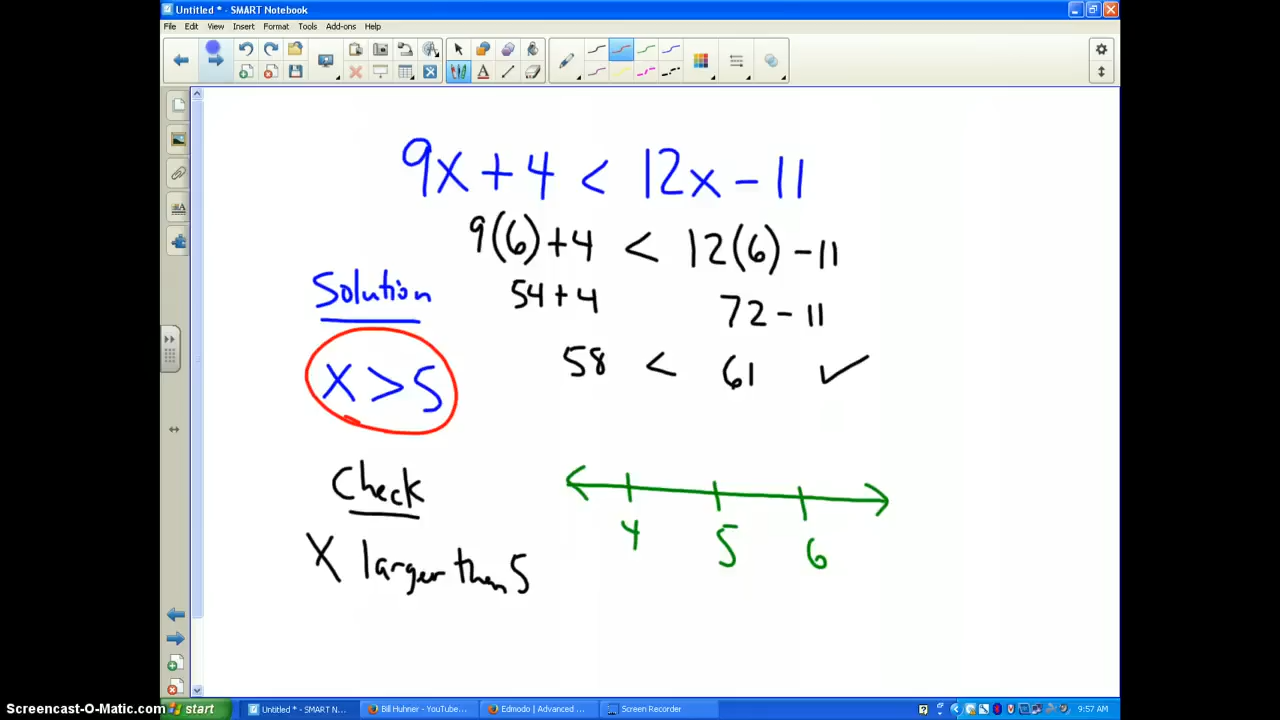 Untitled * - SMART Notebook
File Edit View Insert Format Tools Add-ons Help
9x + 4 < 12x - 11
9(6) + 4 < 12(6) - 11
54 + 4 72 - 11
58 < 61 ✓
Solution
x > 5
Check
X larger then 5
4 5 6
Screencast-O-Matic.com
start
Untitled * - SMART N...
Bill Huhner - YouTube...
Edmodo | Advanced ...
Screen Recorder
9:57 AM